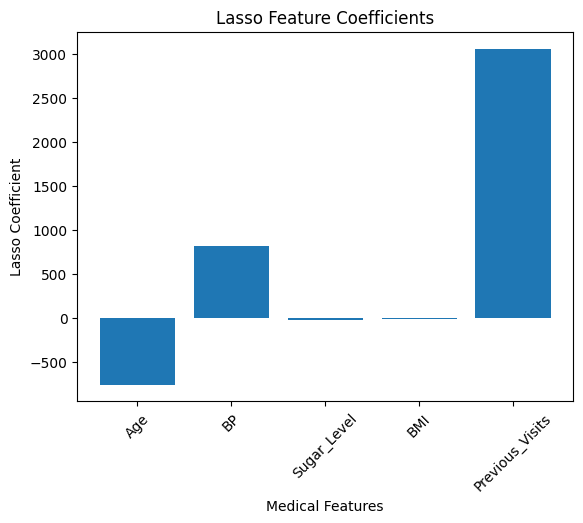 Lasso Feature Coefficients
3000
2500
2000
1500
1000
500
0
−500
Lasso Coefficient
Age
BP
Sugar_Level
BMI
Previous_Visits
Medical Features